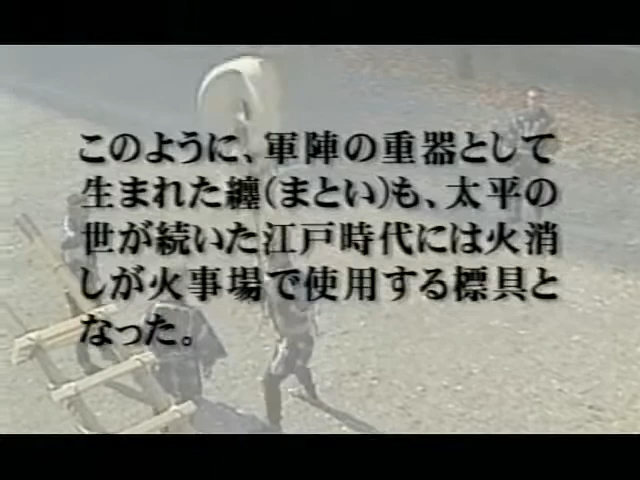 このように、軍陣の重器として
生まれた纏(まとい)も、太平の
世が続いた江戸時代には火消
しが火事場で使用する標具と
なった。